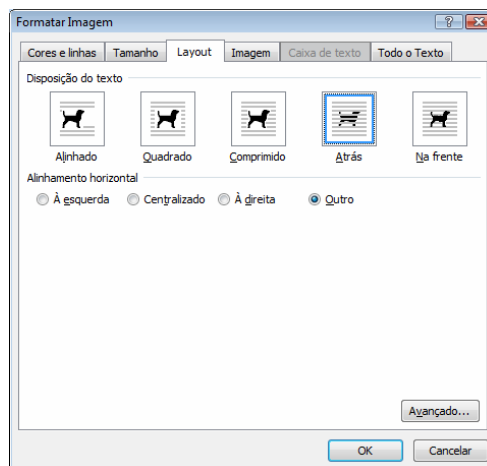 Formatar Imagem
Cores e linhas Tamanho Layout Imagem Caixa de texto Todo o Texto
Disposição do texto
Alinhado Quadrado Comprimido Atrás Na frente
Alinhamento horizontal
À esquerda Centralizado À direita Outro
Avançado...
OK Cancelar